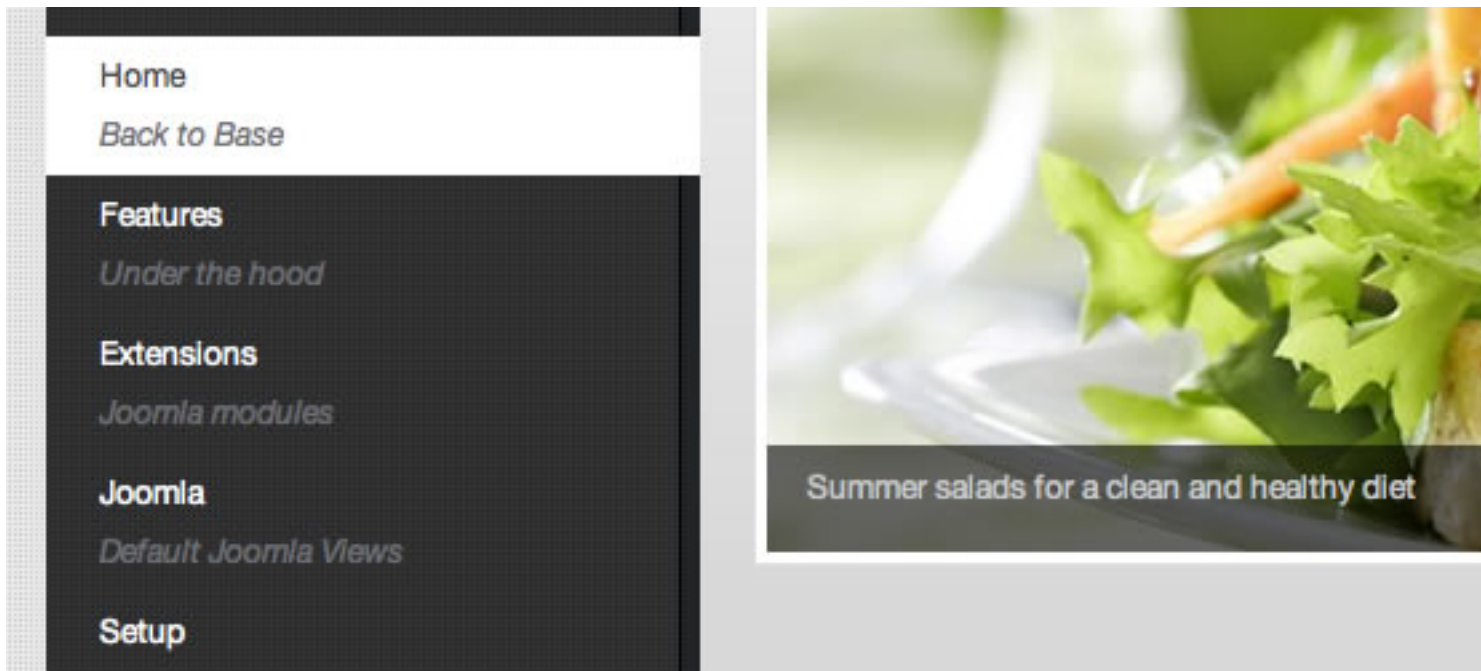 Home
Back to Base
Features
Under the hood
Extensions
Joomla modules
Joomla
Default Joomla Views
Setup
Summer salads for a clean and healthy diet